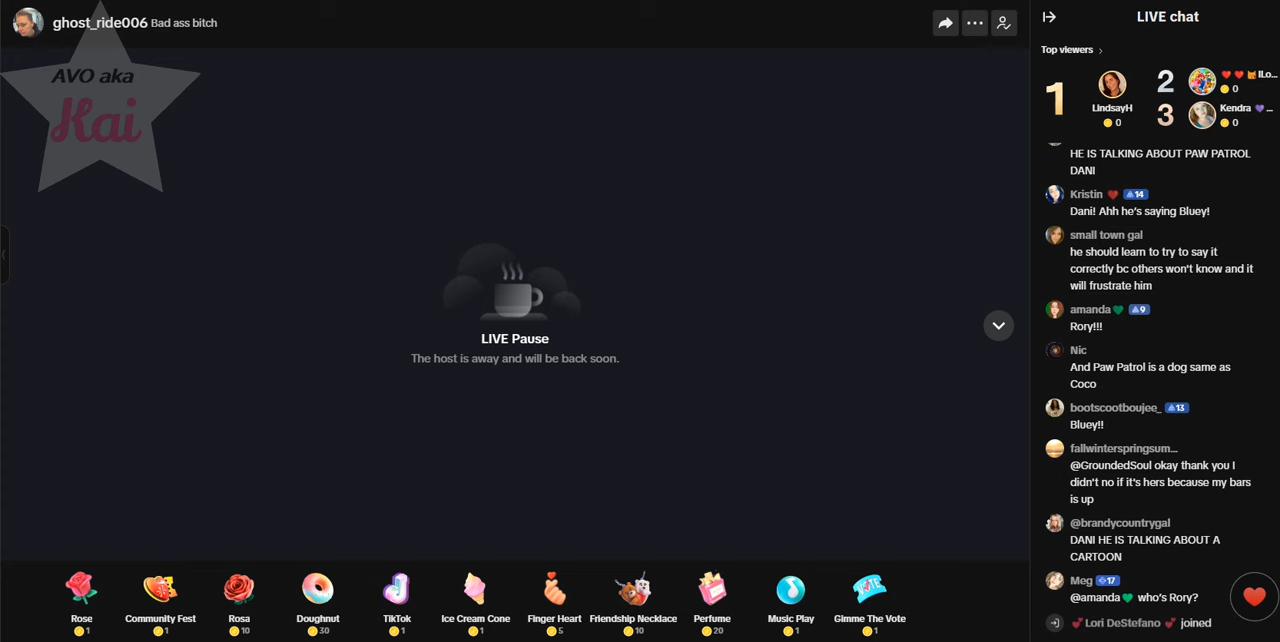 ghost_ride006 Bad ass bitch
AVO aka
Kai
LIVE Pause
The host is away and will be back soon.
Rose
1
Community Fest
1
Rosa
10
Doughnut
30
TikTok
1
Ice Cream Cone
1
Finger Heart
5
Friendship Necklace
10
Perfume
20
Music Play
1
VOTE
Gimme The Vote
1
LIVE chat
Top viewers
1
LindsayH
0
2
ILo...
0
3
Kendra 💜 ...
0
HE IS TALKING ABOUT PAW PATROL
DANI
Kristin ❤️ 14
Dani! Ahh he's saying Bluey!
small town gal
he should learn to try to say it
correctly bc others won't know and it
will frustrate him
amanda💚 9
Rory!!!
Nic
And Paw Patrol is a dog same as
Coco
bootscootboujee_ 13
Bluey!!
fallwinterspringsum...
@GroundedSoul okay thank you I
didn't no if it's hers because my bars
is up
@brandycountrygal
DANI HE IS TALKING ABOUT A
CARTOON
Meg 17
@amanda💚 who's Rory?
💕 Lori DeStefano 💕 joined